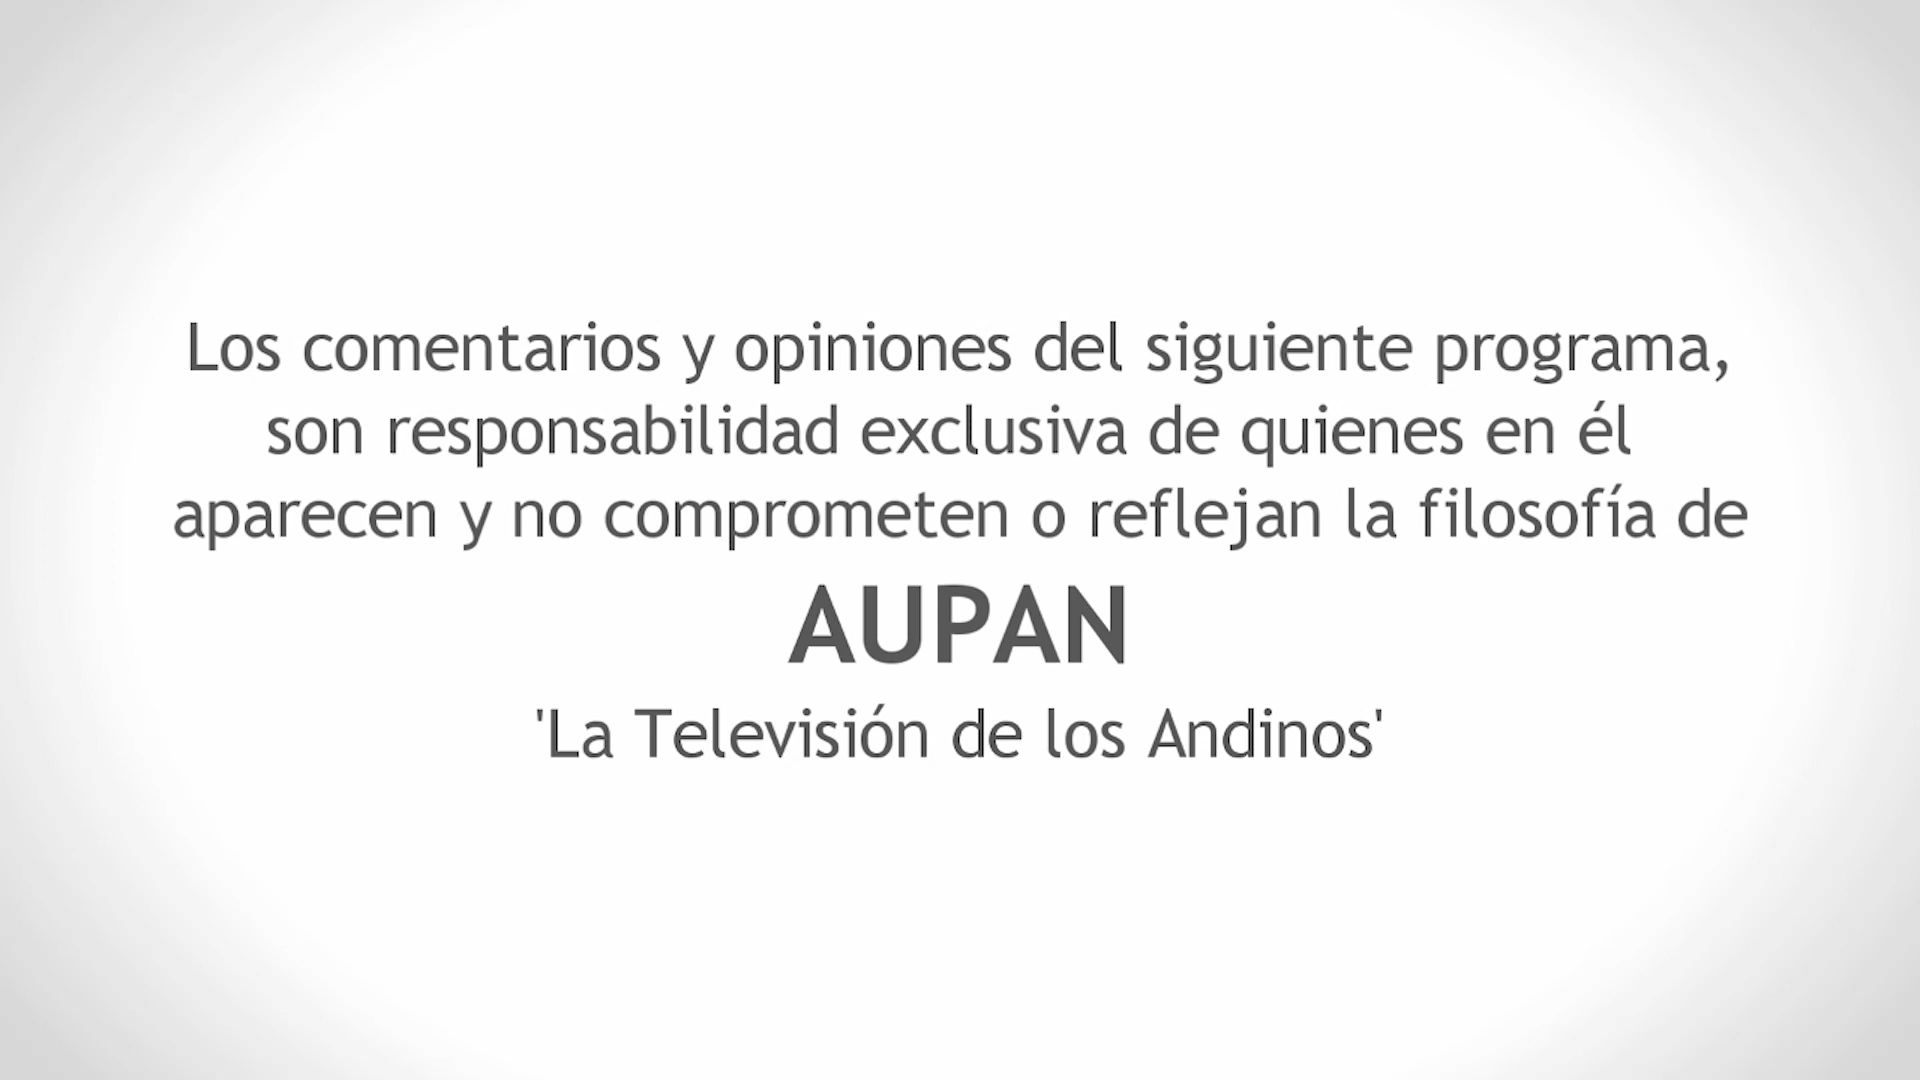 Los comentarios y opiniones del siguiente programa,
son responsabilidad exclusiva de quienes en él
aparecen y no comprometen o reflejan la filosofía de
AUPAN
'La Televisión de los Andinos'